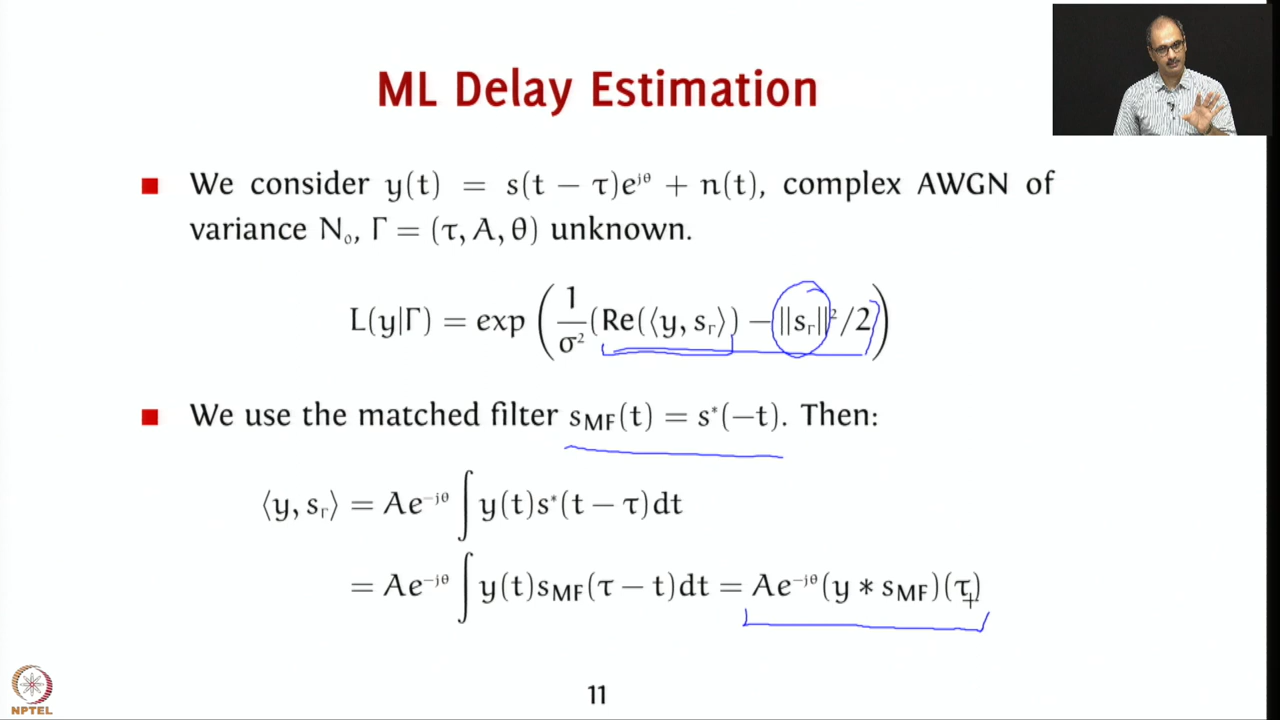 ML Delay Estimation
We consider y(t) = s(t − τ)e^{jθ} + n(t), complex AWGN of
variance N₀, Γ = (τ, A, θ) unknown.
L(y|Γ) = exp ( 1/σ² (Re(⟨y, s_Γ⟩) − ||s_Γ||²/2) )
We use the matched filter s_MF(t) = s*(−t). Then:
⟨y, s_Γ⟩ = Ae^{−jθ} ∫ y(t)s*(t − τ)dt
= Ae^{−jθ} ∫ y(t)s_MF(τ − t)dt = Ae^{−jθ}(y ∗ s_MF)(τ)
NPTEL
11